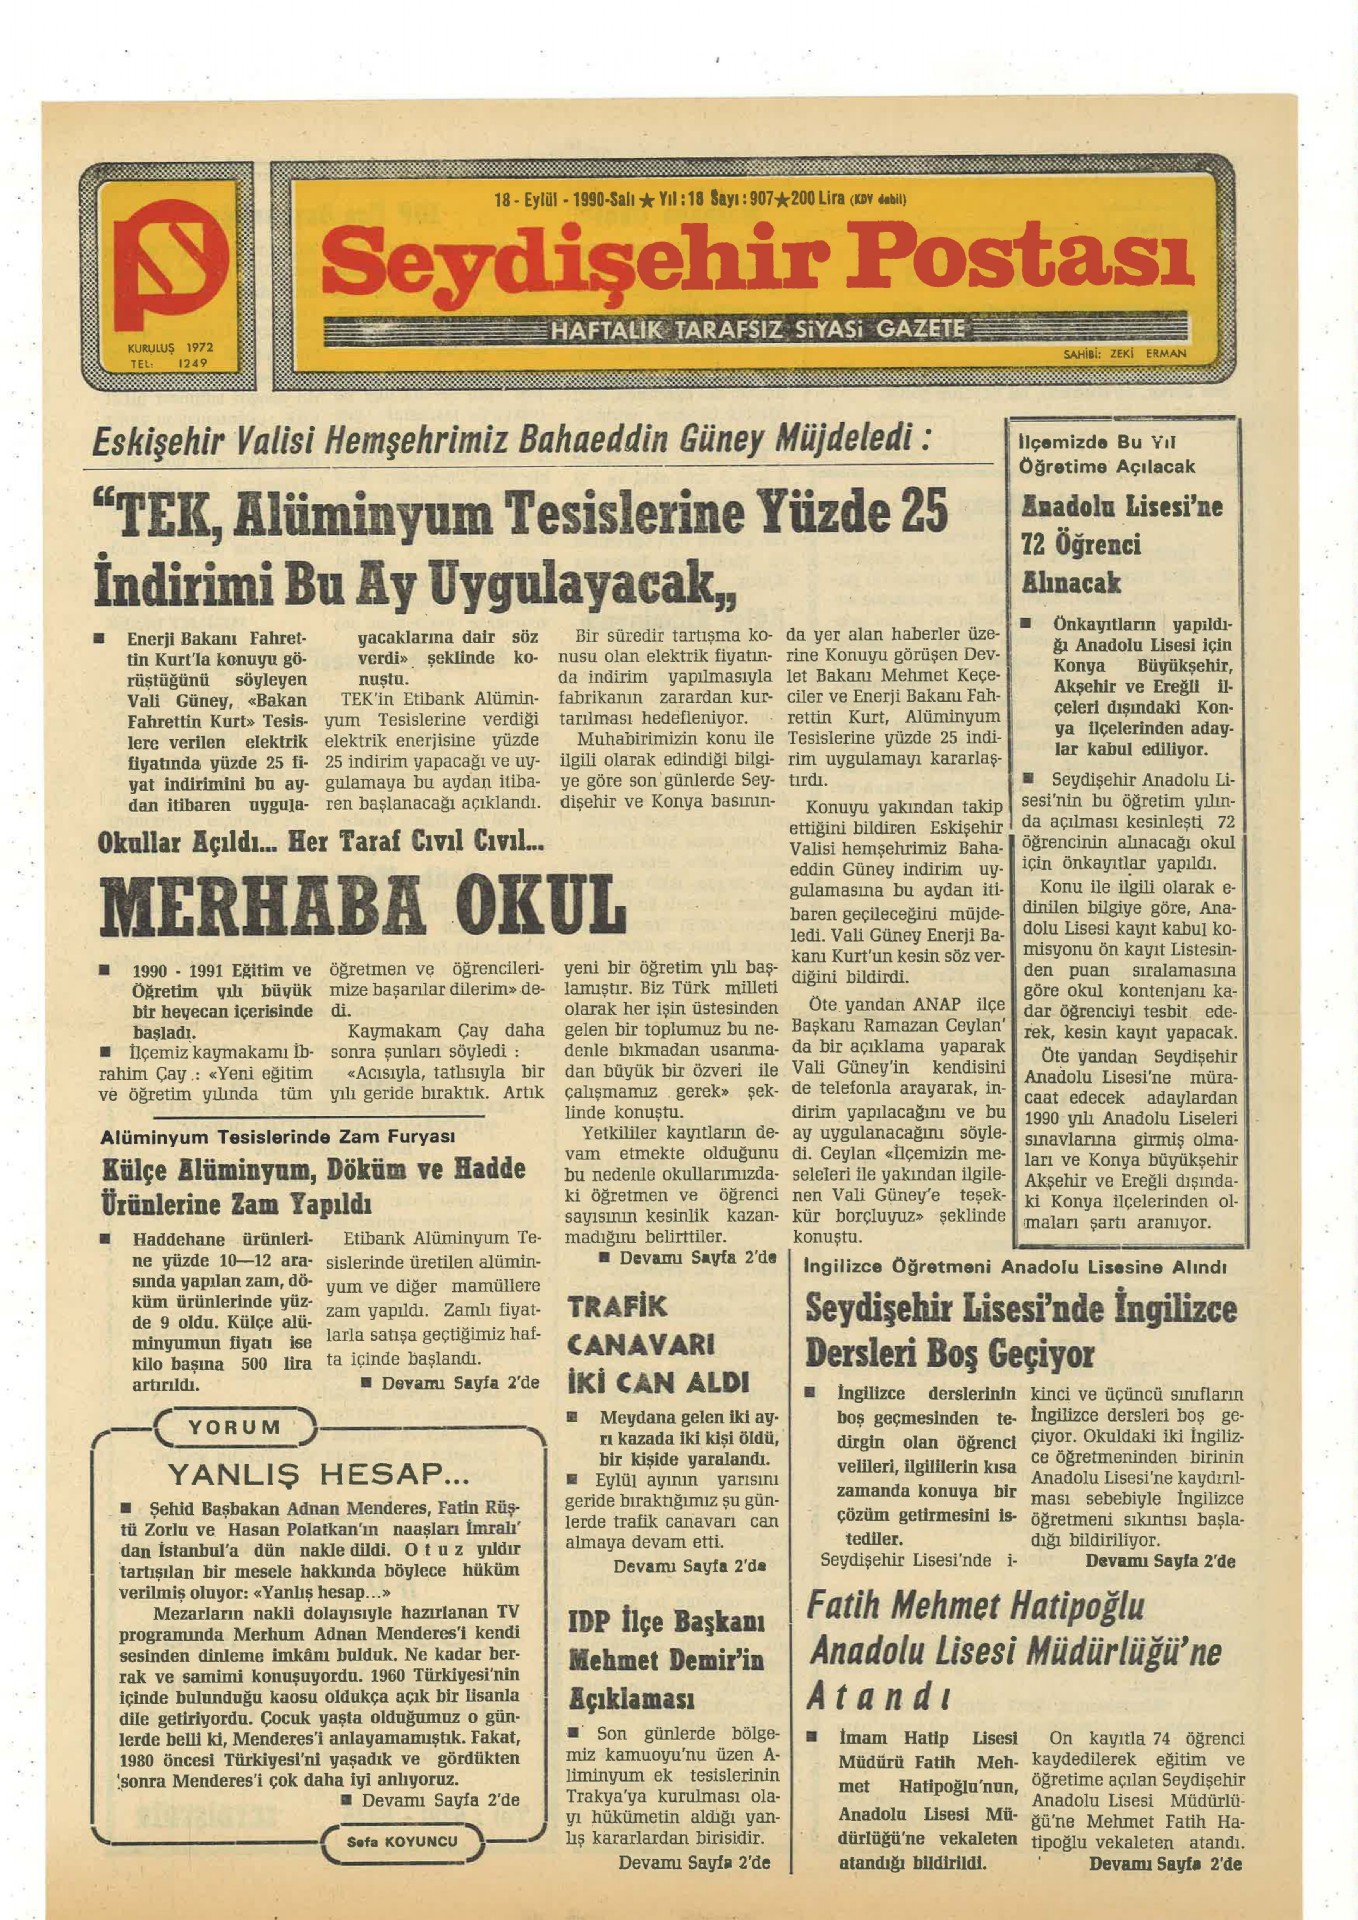 18 - Eylül - 1990-Salı ★ Yıl : 18 Sayı : 907 ★ 200 Lira (KDV dahil)
Seydişehir Postası
HAFTALIK TARAFSIZ SİYASİ GAZETE
SAHİBİ: ZEKİ ERMAN
KURULUŞ 1972
TEL: 1249
Eskişehir Valisi Hemşehrimiz Bahaeddin Güney Müjdeledi :
“TEK, Alüminyum Tesislerine Yüzde 25
İndirimi Bu Ay Uygulayacak„
■ Enerji Bakanı Fahret-
tin Kurt'la konuyu gö-
rüştüğünü söyleyen
Vali Güney, «Bakan
Fahrettin Kurt» Tesis-
lere verilen elektrik
fiyatında yüzde 25 fi-
yat indirimini bu ay-
dan itibaren uygula-
yacaklarına dair söz
verdi» şeklinde ko-
nuştu.
TEK'in Etibank Alümin-
yum Tesislerine verdiği
elektrik enerjisine yüzde
25 indirim yapacağı ve uy-
gulamaya bu aydan itiba-
ren başlanacağı açıklandı.
Bir süredir tartışma ko-
nusu olan elektrik fiyatın-
da indirim yapılmasıyla
fabrikanın zarardan kur-
tarılması hedefleniyor.
Muhabirimizin konu ile
ilgili olarak edindiği bilgi-
ye göre son günlerde Sey-
dişehir ve Konya basının-
da yer alan haberler üze-
rine Konuyu görüşen Dev-
let Bakanı Mehmet Keçe-
ciler ve Enerji Bakanı Fah-
rettin Kurt, Alüminyum
Tesislerine yüzde 25 indi-
rim uygulamayı kararlaş-
tırdı.
Konuyu yakından takip
ettiğini bildiren Eskişehir
Valisi hemşehrimiz Baha-
eddin Güney indirim uy-
gulamasına bu aydan iti-
baren geçileceğini müjde-
ledi. Vali Güney Enerji Ba-
kanı Kurt'un kesin söz ver-
diğini bildirdi.
Öte yandan ANAP ilçe
Başkanı Ramazan Ceylan'
da bir açıklama yaparak
Vali Güney'in kendisini
de telefonla arayarak, in-
dirim yapılacağını ve bu
ay uygulanacağını söyle-
di. Ceylan «İlçemizin me-
seleleri ile yakından ilgile-
nen Vali Güney'e teşek-
kür borçluyuz» şeklinde
konuştu.
İlçemizde Bu Yıl
Öğretime Açılacak
Anadolu Lisesi'ne
72 Öğrenci
Alınacak
■ Önkayıtların yapıldı-
ğı Anadolu Lisesi için
Konya Büyükşehir,
Akşehir ve Ereğli il-
çeleri dışındaki Kon-
ya ilçelerinden aday-
lar kabul ediliyor.
■ Seydişehir Anadolu Li-
sesi'nin bu öğretim yılın-
da açılması kesinleşti 72
öğrencinin alınacağı okul
için önkayıtlar yapıldı.
Konu ile ilgili olarak e-
dinilen bilgiye göre, Ana-
dolu Lisesi kayıt kabul ko-
misyonu ön kayıt Listesin-
den puan sıralamasına
göre okul kontenjanı ka-
dar öğrenciyi tesbit ede-
rek, kesin kayıt yapacak.
Öte yandan Seydişehir
Anadolu Lisesi'ne müra-
caat edecek adaylardan
1990 yılı Anadolu Liseleri
sınavlarına girmiş olma-
ları ve Konya büyükşehir
Akşehir ve Ereğli dışında-
ki Konya ilçelerinden ol-
maları şartı aranıyor.
Okullar Açıldı... Her Taraf Cıvıl Cıvıl...
MERHABA OKUL
■ 1990 - 1991 Eğitim ve
Öğretim yılı büyük
bir heyecan içerisinde
başladı.
■ İlçemiz kaymakamı İb-
rahim Çay : «Yeni eğitim
ve öğretim yılında tüm
öğretmen ve öğrencileri-
mize başarılar dilerim» de-
di.
Kaymakam Çay daha
sonra şunları söyledi :
«Acısıyla, tatlısıyla bir
yılı geride bıraktık. Artık
yeni bir öğretim yılı baş-
lamıştır. Biz Türk milleti
olarak her işin üstesinden
gelen bir toplumuz bu ne-
denle bıkmadan usanma-
dan büyük bir özveri ile
çalışmamız gerek» şek-
linde konuştu.
Yetkililer kayıtların de-
vam etmekte olduğunu
bu nedenle okullarımızda-
ki öğretmen ve öğrenci
sayısının kesinlik kazan-
madığını belirttiler.
■ Devamı Sayfa 2'de
Alüminyum Tesislerinde Zam Furyası
Külçe Alüminyum, Döküm ve Hadde
Ürünlerine Zam Yapıldı
■ Haddehane ürünleri-
ne yüzde 10—12 ara-
sında yapılan zam, dö-
küm ürünlerinde yüz-
de 9 oldu. Külçe alü-
minyumun fiyatı ise
kilo başına 500 lira
artırıldı.
Etibank Alüminyum Te-
sislerinde üretilen alümin-
yum ve diğer mamüllere
zam yapıldı. Zamlı fiyat-
larla satışa geçtiğimiz haf-
ta içinde başlandı.
■ Devamı Sayfa 2'de
YORUM
YANLIŞ HESAP...
■ Şehid Başbakan Adnan Menderes, Fatin Rüş-
tü Zorlu ve Hasan Polatkan'ın naaşları İmralı'
dan İstanbul'a dün nakledildi. Otuz yıldır
tartışılan bir mesele hakkında böylece hüküm
verilmiş oluyor: «Yanlış hesap...»
Mezarların nakli dolayısiyle hazırlanan TV
programında Merhum Adnan Menderes'i kendi
sesinden dinleme imkânı bulduk. Ne kadar ber-
rak ve samimi konuşuyordu. 1960 Türkiyesi'nin
içinde bulunduğu kaosu oldukça açık bir lisanla
dile getiriyordu. Çocuk yaşta olduğumuz o gün-
lerde belli ki, Menderes'i anlayamamıştık. Fakat,
1980 öncesi Türkiyesi'ni yaşadık ve gördükten
sonra Menderes'i çok daha iyi anlıyoruz.
■ Devamı Sayfa 2'de
Sefa KOYUNCU
TRAFİK
CANAVARI
İKİ CAN ALDI
■ Meydana gelen iki ay-
rı kazada iki kişi öldü,
bir kişide yaralandı.
■ Eylül ayının yarısını
geride bıraktığımız şu gün-
lerde trafik canavarı can
almaya devam etti.
Devamı Sayfa 2'de
IDP İlçe Başkanı
Mehmet Demir'in
Açıklaması
■ Son günlerde bölge-
miz kamuoyu'nu üzen A-
liminyum ek tesislerinin
Trakya'ya kurulması ola-
yı hükümetin aldığı yan-
lış kararlardan birisidir.
Devamı Sayfa 2'de
İngilizce Öğretmeni Anadolu Lisesine Alındı
Seydişehir Lisesi'nde İngilizce
Dersleri Boş Geçiyor
■ İngilizce derslerinin
boş geçmesinden te-
dirgin olan öğrenci
velileri, ilgililerin kısa
zamanda konuya bir
çözüm getirmesini is-
tediler.
Seydişehir Lisesi'nde i-
kinci ve üçüncü sınıfların
İngilizce dersleri boş ge-
çiyor. Okuldaki iki İngiliz-
ce öğretmeninden birinin
Anadolu Lisesi'ne kaydırıl-
ması sebebiyle İngilizce
öğretmeni sıkıntısı başla-
dığı bildiriliyor.
Devamı Sayfa 2'de
Fatih Mehmet Hatipoğlu
Anadolu Lisesi Müdürlüğü'ne
Atandı
■ İmam Hatip Lisesi
Müdürü Fatih Meh-
met Hatipoğlu'nun,
Anadolu Lisesi Mü-
dürlüğü'ne vekaleten
atandığı bildirildi.
On kayıtla 74 öğrenci
kaydedilerek eğitim ve
öğretime açılan Seydişehir
Anadolu Lisesi Müdürlü-
ğü'ne Mehmet Fatih Ha-
tipoğlu vekaleten atandı.
Devamı Sayfa 2'de